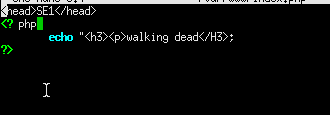 <head>SE1</head>
<? php
echo "<h3><p>walking dead</H3>;
?>